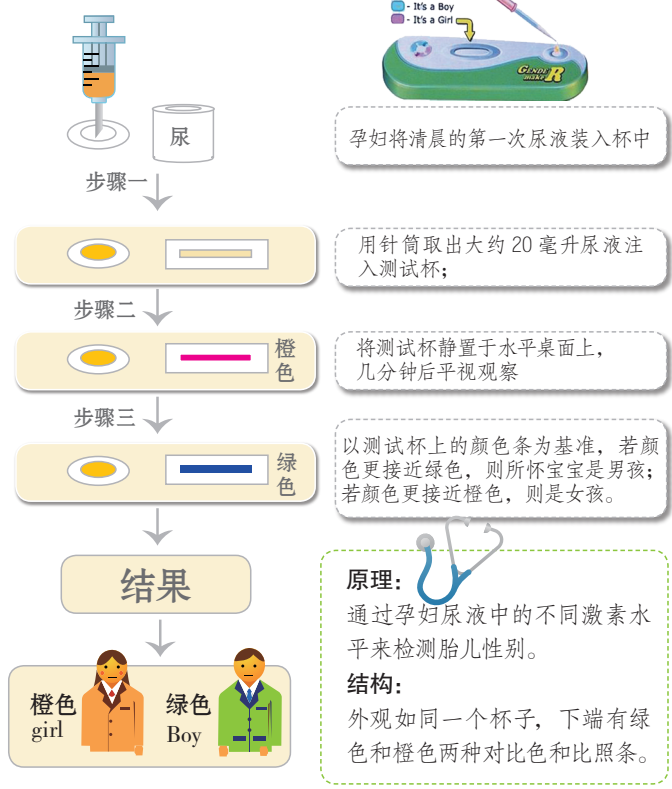 - It's a Boy
- It's a Girl
GENDER
MAKER
尿
孕妇将清晨的第一次尿液装入杯中
步骤一
用针筒取出大约 20 毫升尿液注
入测试杯；
步骤二
橙
色
将测试杯静置于水平桌面上，
几分钟后平视观察
步骤三
绿
色
以测试杯上的颜色条为基准，若颜
色更接近绿色，则所怀宝宝是男孩；
若颜色更接近橙色，则是女孩。
结果
原理：
通过孕妇尿液中的不同激素水
平来检测胎儿性别。
结构：
外观如同一个杯子，下端有绿
色和橙色两种对比色和比照条。
橙色
girl
绿色
Boy